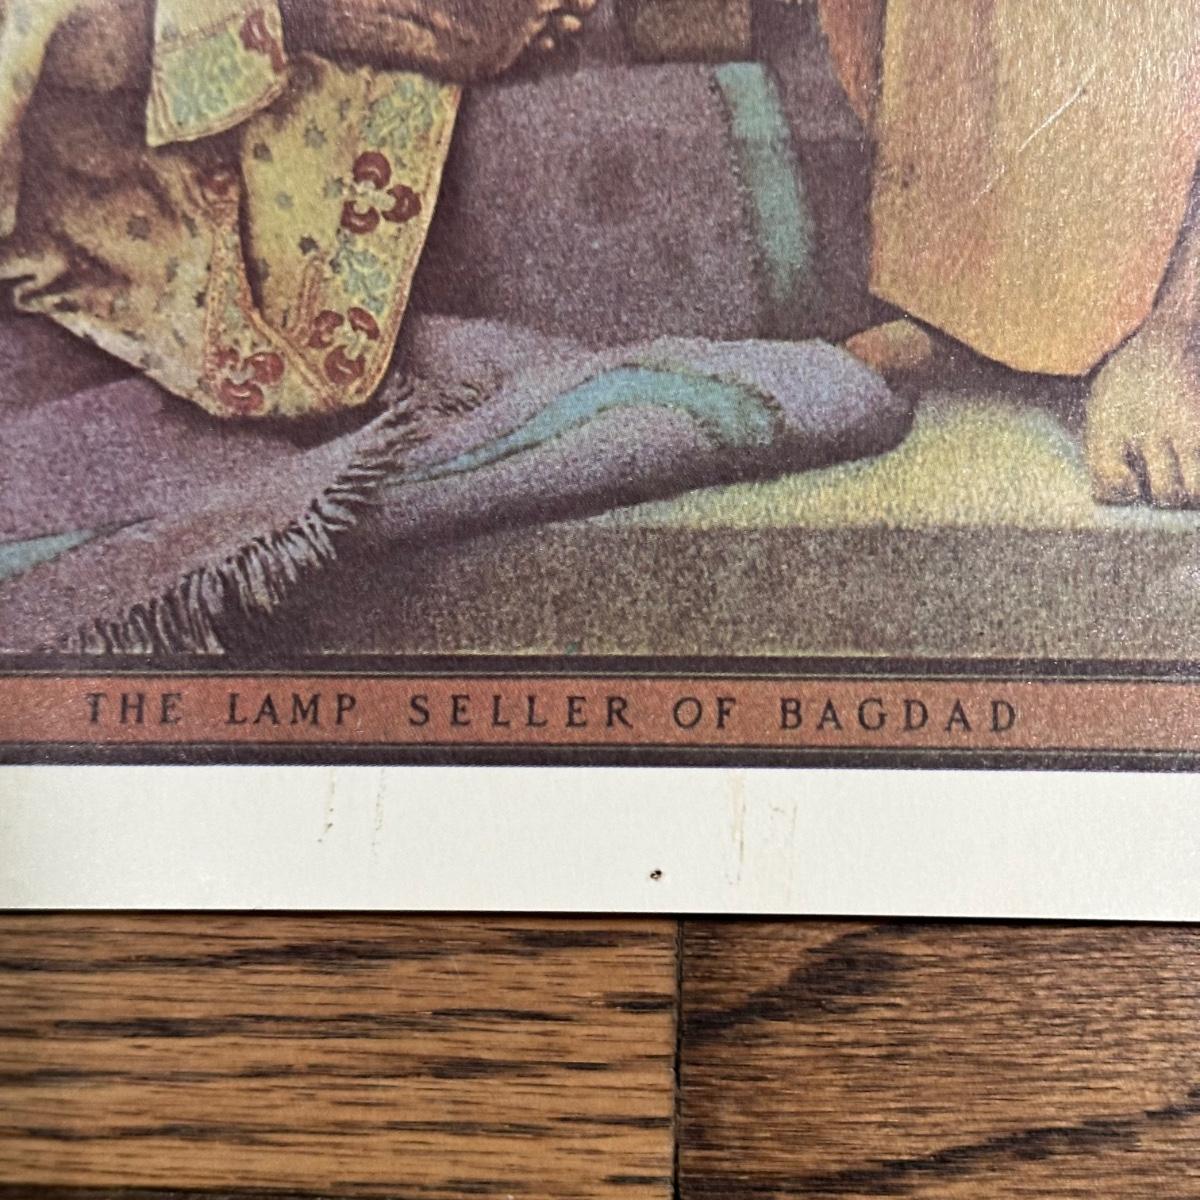 THE LAMP SELLER OF BAGDAD